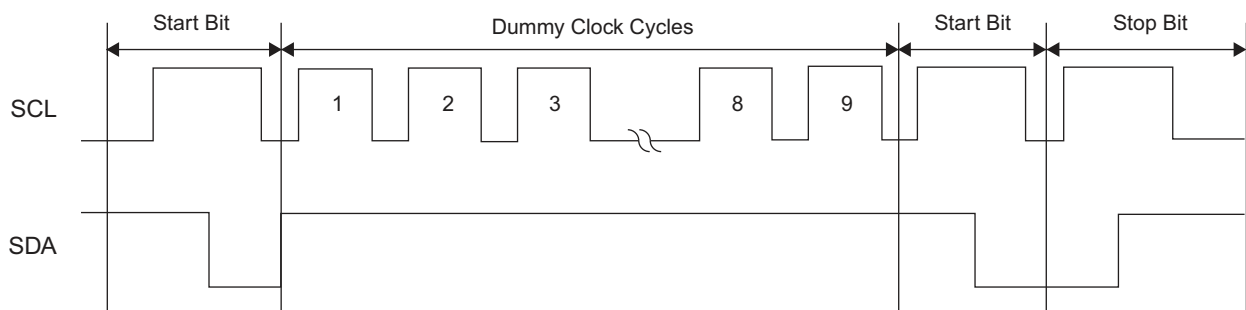 Start Bit
Dummy Clock Cycles
Start Bit
Stop Bit
SCL
1
2
3
8
9
SDA